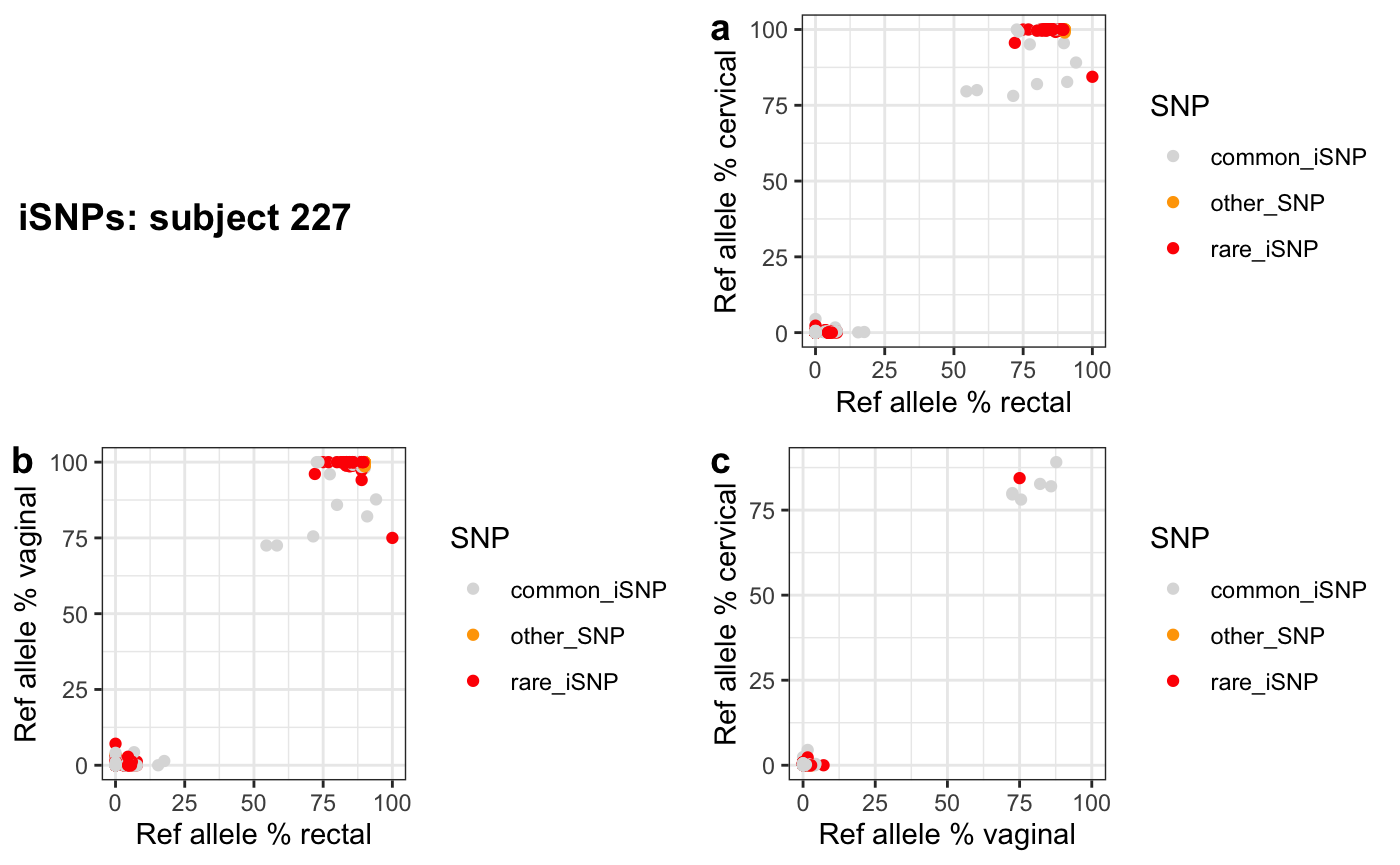 iSNPs: subject 227
a
Ref allele % cervical
100
75
50
25
0
0 25 50 75 100
Ref allele % rectal
SNP
common_iSNP
other_SNP
rare_iSNP
b
Ref allele % vaginal
100
75
50
25
0
0 25 50 75 100
Ref allele % rectal
SNP
common_iSNP
other_SNP
rare_iSNP
c
Ref allele % cervical
75
50
25
0
0 25 50 75 100
Ref allele % vaginal
SNP
common_iSNP
other_SNP
rare_iSNP